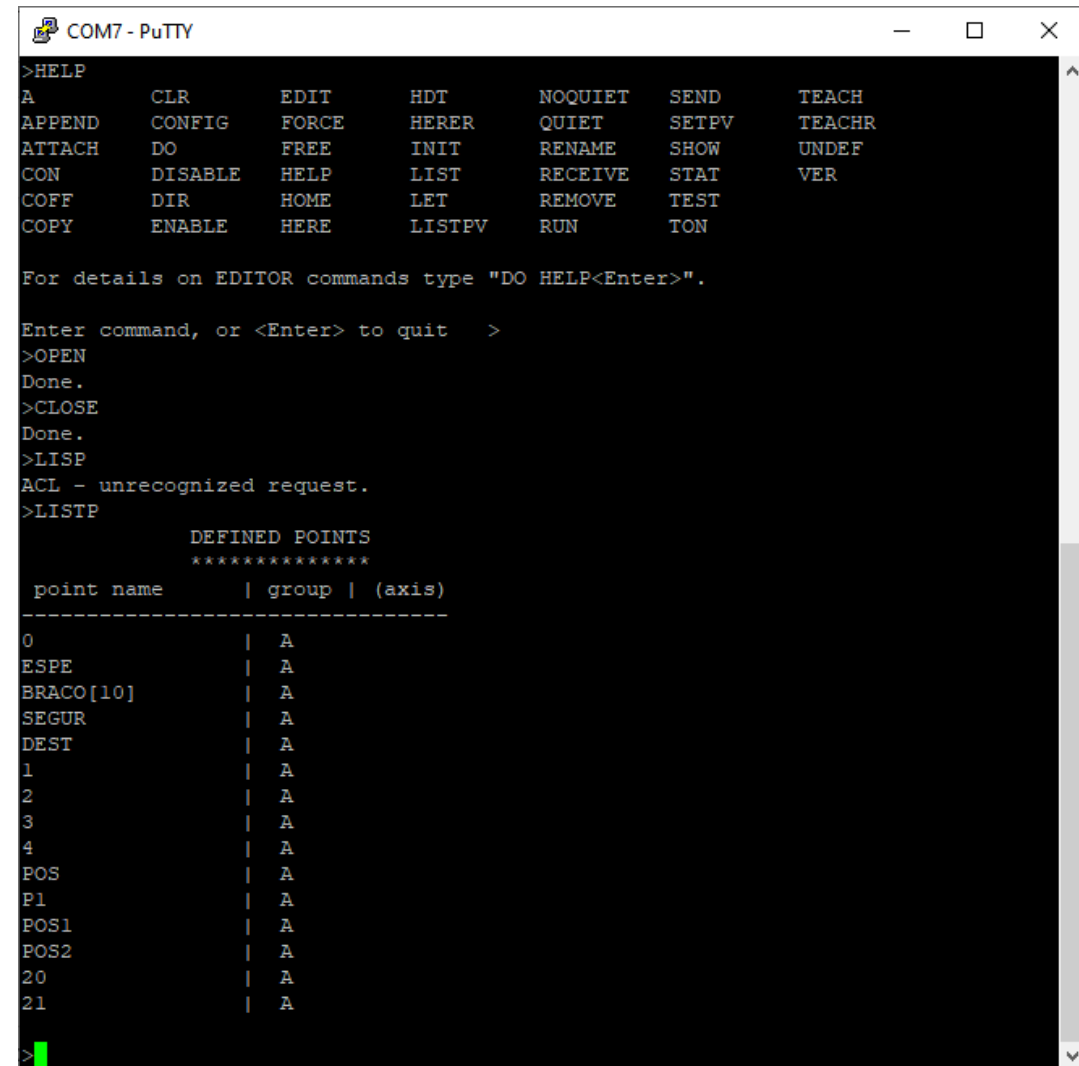 COM7 - PuTTY
>HELP
A CLR EDIT HDT NOQUIET SEND TEACH
APPEND CONFIG FORCE HERER QUIET SETPV TEACHR
ATTACH DO FREE INIT RENAME SHOW UNDEF
CON DISABLE HELP LIST RECEIVE STAT VER
COFF DIR HOME LET REMOVE TEST
COPY ENABLE HERE LISTPV RUN TON
For details on EDITOR commands type "DO HELP<Enter>".
Enter command, or <Enter> to quit >
>OPEN
Done.
>CLOSE
Done.
>LISP
ACL - unrecognized request.
>LISTP
DEFINED POINTS
**************
point name | group | (axis)
---------------------------------
0 | A
ESPE | A
BRACO[10] | A
SEGUR | A
DEST | A
1 | A
2 | A
3 | A
4 | A
POS | A
P1 | A
POS1 | A
POS2 | A
20 | A
21 | A
>